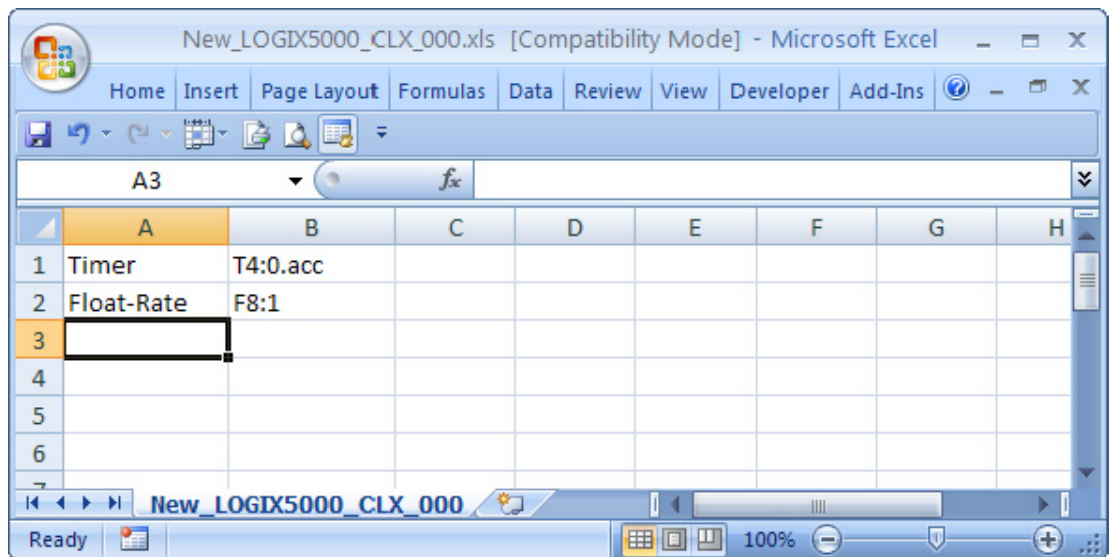 New_LOGIX5000_CLX_000.xls [Compatibility Mode] - Microsoft Excel
Home Insert Page Layout Formulas Data Review View Developer Add-Ins
A3 fx
A B C D E F G H
1 Timer T4:0.acc
2 Float-Rate F8:1
3
4
5
6
7
New_LOGIX5000_CLX_000
Ready 100%